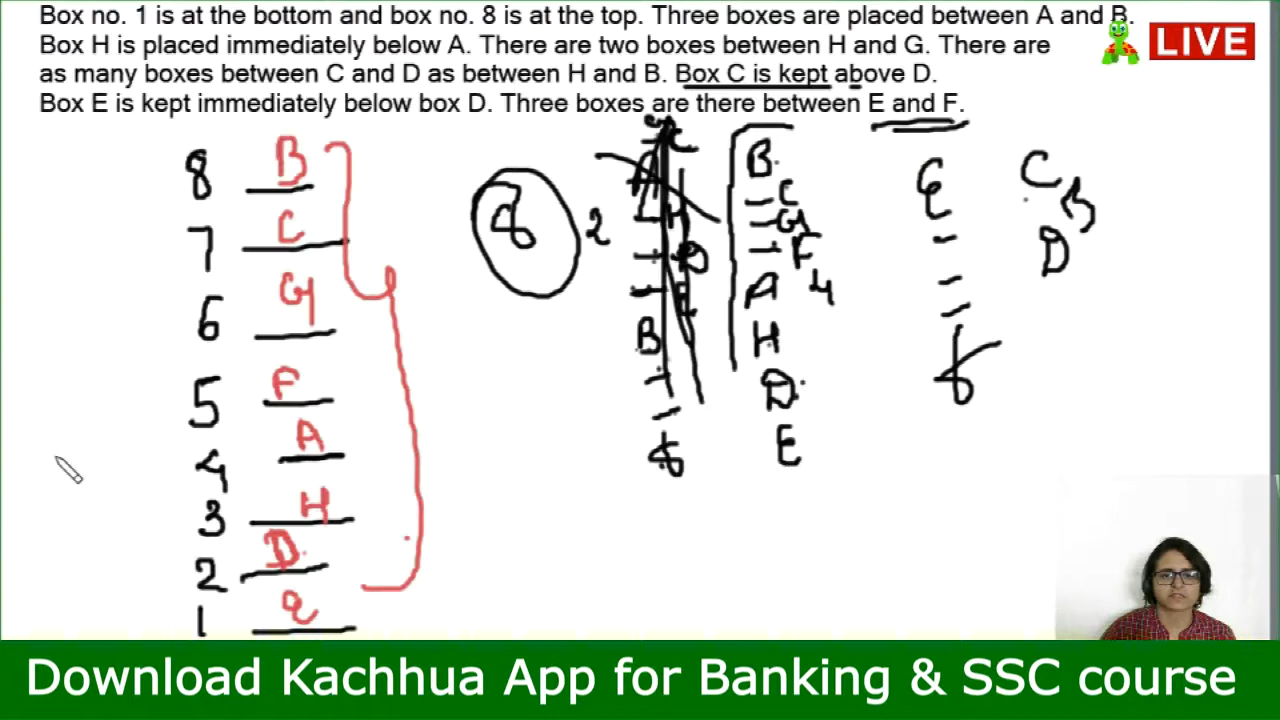 Box no. 1 is at the bottom and box no. 8 is at the top. Three boxes are placed between A and B.
Box H is placed immediately below A. There are two boxes between H and G. There are
as many boxes between C and D as between H and B. Box C is kept above D.
Box E is kept immediately below box D. Three boxes are there between E and F.
LIVE
8 B
7 C
6 G
5 F
4 A
3 H
2 D
1 e
8
2
H
D
B
B
C
G
F
A 4
H
D
E
E
C
B
D
Download Kachhua App for Banking & SSC course